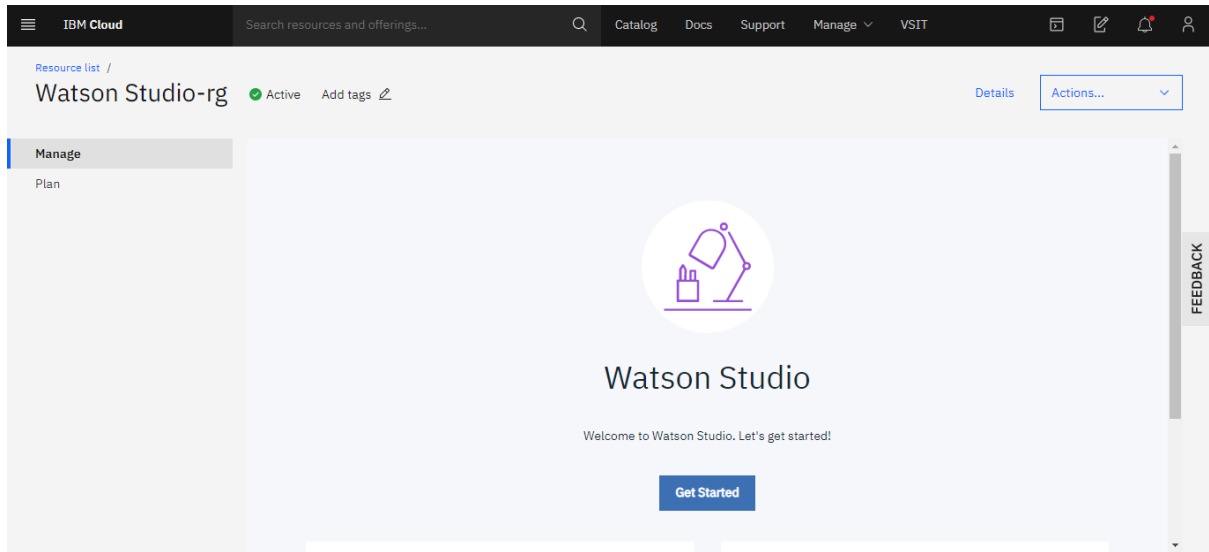 IBM Cloud
Search resources and offerings...
Catalog
Docs
Support
Manage
VSIT
Resource list /
Watson Studio-rg
Active
Add tags
Details
Actions...
Manage
Plan
Watson Studio
Welcome to Watson Studio. Let's get started!
Get Started
FEEDBACK